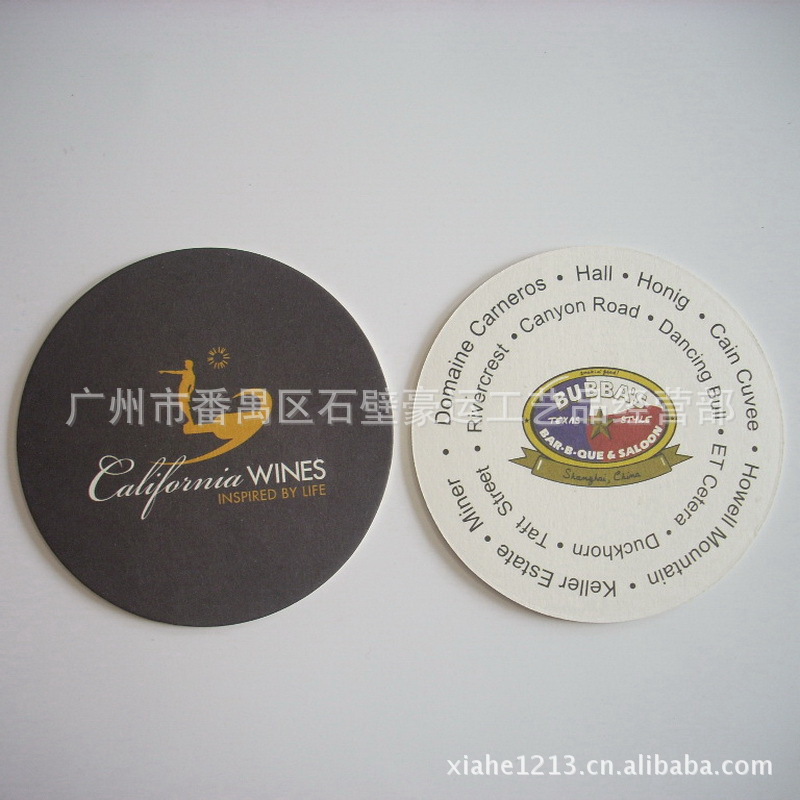 California WINES
INSPIRED BY LIFE
Domaine Carneros • Hall • Honig • Cain Cuvee • Howell Mountain • Keller Estate • Miner •
Rivercrest • Canyon Road • Dancing Bull • ET Cetera • Duckhorn • Taft Street •
BUBBA'S
TEXAS STYLE
BAR-B-QUE & SALOON
Shanghai, China
广州市番禺区石壁豪运工艺品经营部
xiahe1213.cn.alibaba.com